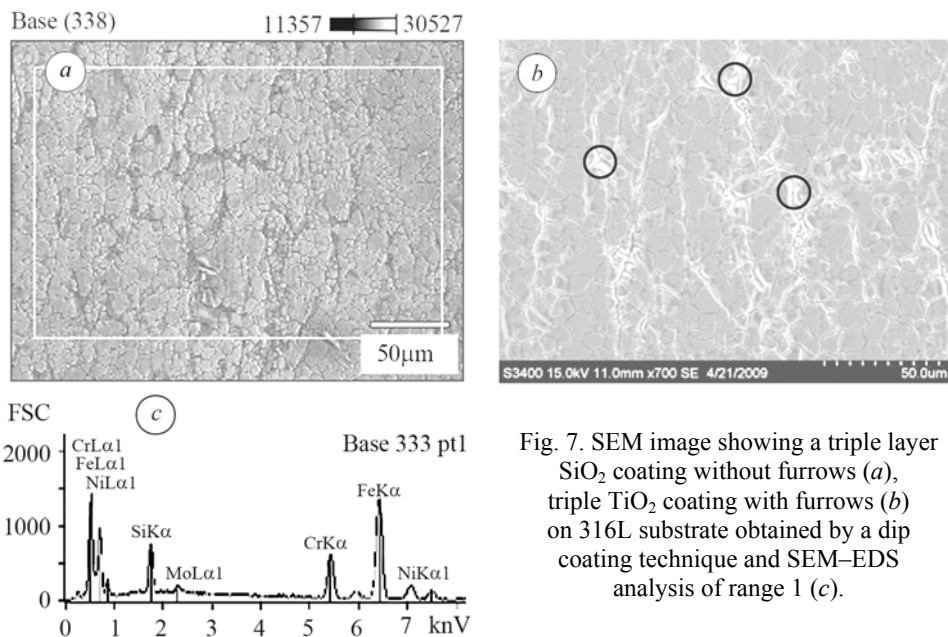 Base (338) 11357 30527
a
50μm
b
S3400 15.0kV 11.0mm x700 SE 4/21/2009 50.0um
FSC c
Base 333 pt1
2000
1000
0
CrLα1
FeLα1
NiLα1
SiKα
MoLα1
CrKα
FeKα
NiKα1
0 1 2 3 4 5 6 7 knV
Fig. 7. SEM image showing a triple layer
SiO₂ coating without furrows (a),
triple TiO₂ coating with furrows (b)
on 316L substrate obtained by a dip
coating technique and SEM–EDS
analysis of range 1 (c).